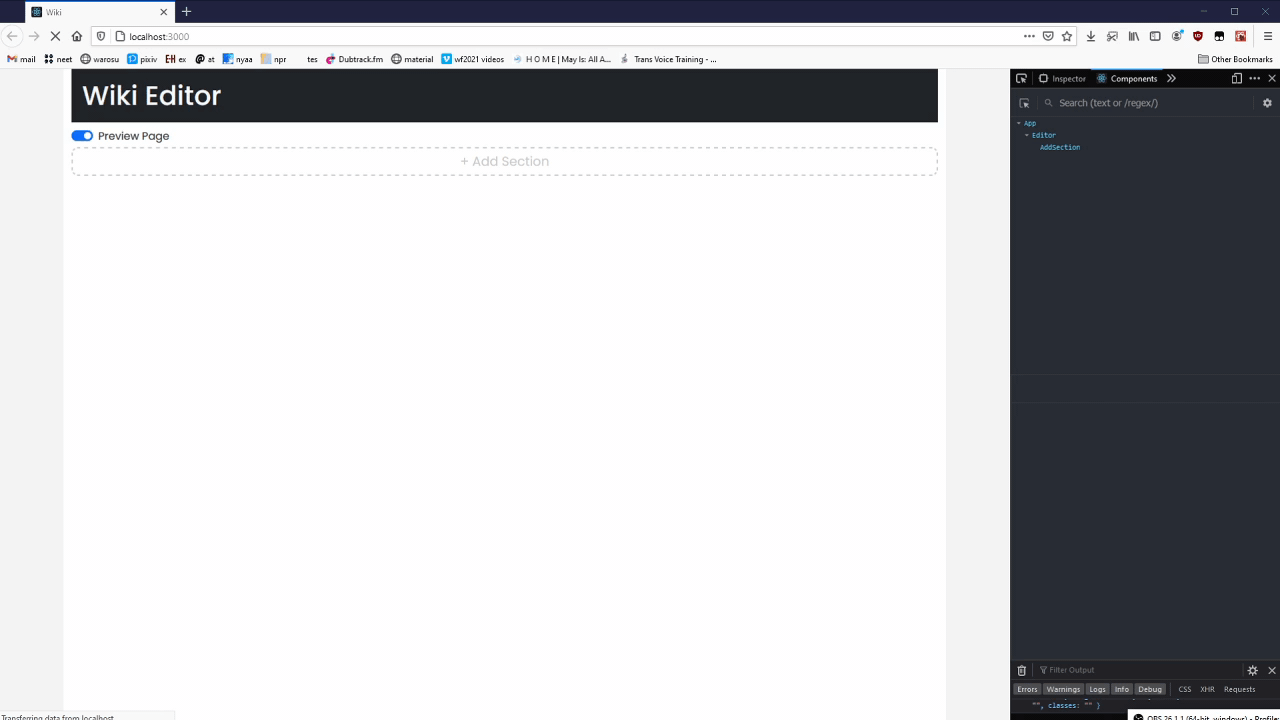 Wiki
localhost:3000
mail neet warosu pixiv ex at nyaa npr tes Dubtrack.fm material wf2021 videos H O M E | May Is: All A... Trans Voice Training - ... Other Bookmarks
Wiki Editor
Preview Page
+ Add Section
Inspector Components
Search (text or /regex/)
App
Editor
AddSection
Filter Output
Errors Warnings Logs Info Debug CSS XHR Requests
"", classes: "" }
Transferring data from localhost
OBS 26.1.1 (64-bit, windows) - Profile: